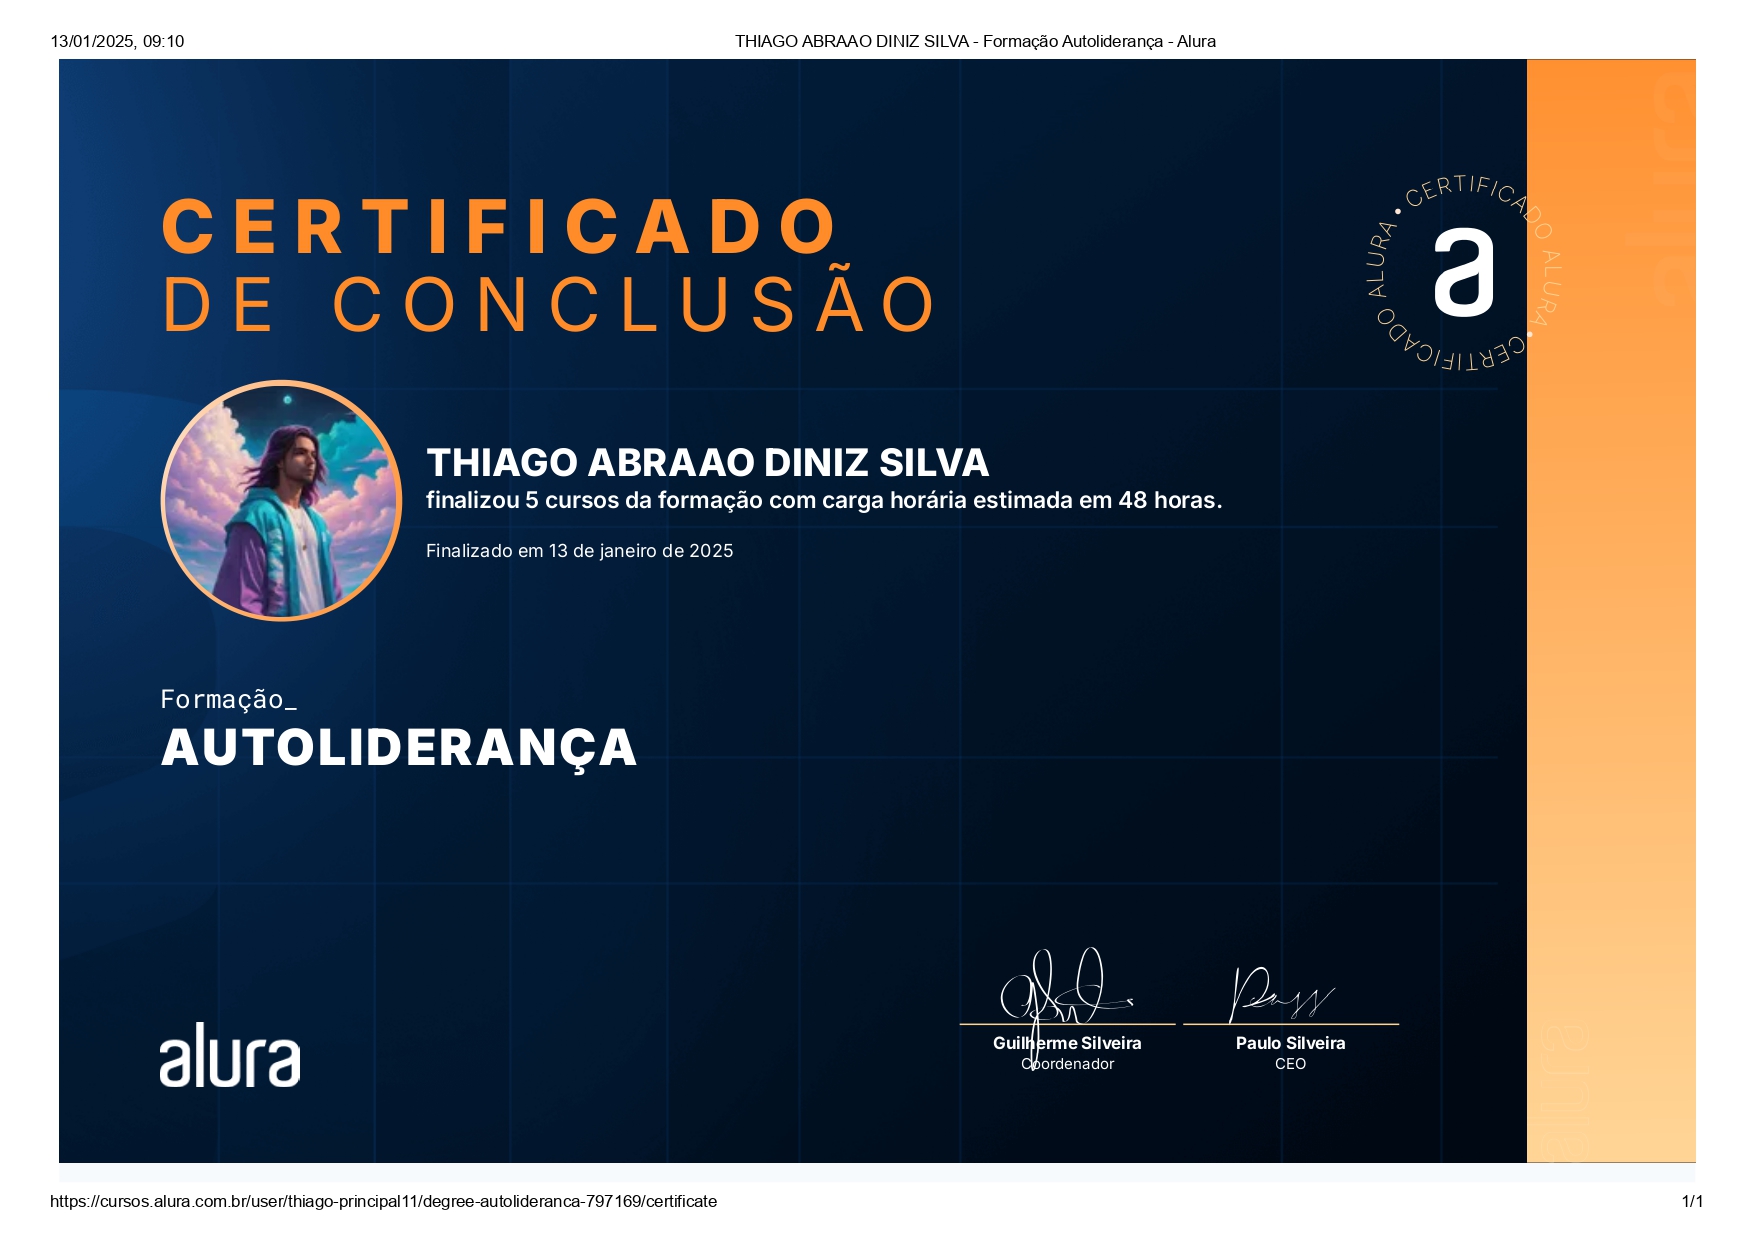 13/01/2025, 09:10
THIAGO ABRAAO DINIZ SILVA - Formação Autoliderança - Alura
CERTIFICADO
DE CONCLUSÃO
CERTIFICADO ALURA • CERTIFICADO ALURA •
a
THIAGO ABRAAO DINIZ SILVA
finalizou 5 cursos da formação com carga horária estimada em 48 horas.
Finalizado em 13 de janeiro de 2025
Formação_
AUTOLIDERANÇA
Guilherme Silveira
Coordenador
Paulo Silveira
CEO
alura
alura
alura
https://cursos.alura.com.br/user/thiago-principal11/degree-autolideranca-797169/certificate
1/1